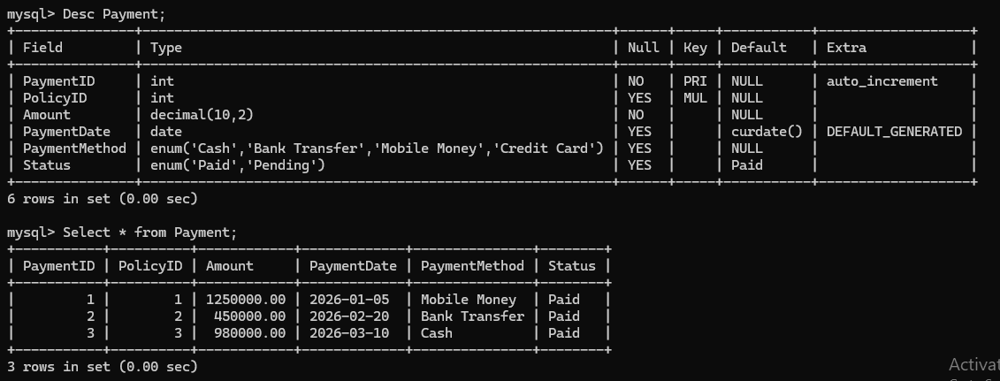 mysql> Desc Payment;
+---------------+-----------------------------------------------------------+------+-----+-----------+-------------------+
| Field         | Type                                                      | Null | Key | Default   | Extra             |
+---------------+-----------------------------------------------------------+------+-----+-----------+-------------------+
| PaymentID     | int                                                       | NO   | PRI | NULL      | auto_increment    |
| PolicyID      | int                                                       | YES  | MUL | NULL      |                   |
| Amount        | decimal(10,2)                                             | NO   |     | NULL      |                   |
| PaymentDate   | date                                                      | YES  |     | curdate() | DEFAULT_GENERATED |
| PaymentMethod | enum('Cash','Bank Transfer','Mobile Money','Credit Card') | YES  |     | NULL      |                   |
| Status        | enum('Paid','Pending')                                    | YES  |     | Paid      |                   |
+---------------+-----------------------------------------------------------+------+-----+-----------+-------------------+
6 rows in set (0.00 sec)
mysql> Select * from Payment;
+-----------+----------+------------+-------------+---------------+--------+
| PaymentID | PolicyID | Amount     | PaymentDate | PaymentMethod | Status |
+-----------+----------+------------+-------------+---------------+--------+
|         1 |        1 | 1250000.00 | 2026-01-05  | Mobile Money  | Paid   |
|         2 |        2 |  450000.00 | 2026-02-20  | Bank Transfer | Paid   |
|         3 |        3 |  980000.00 | 2026-03-10  | Cash          | Paid   |
+-----------+----------+------------+-------------+---------------+--------+
3 rows in set (0.00 sec)
Activat